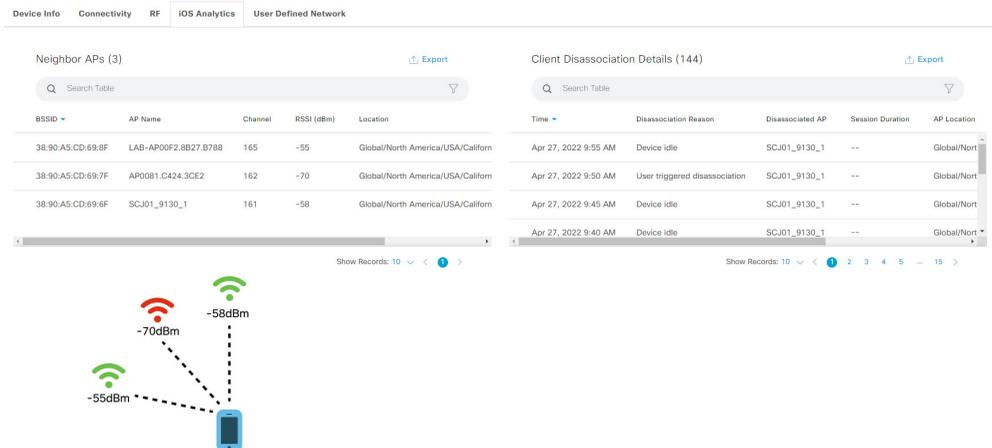 Device Info Connectivity RF iOS Analytics User Defined Network
Neighbor APs (3) Export
Search Table
BSSID AP Name Channel RSSI (dBm) Location
38:90:A5:CD:69:8F LAB-AP00F2.8B27.B788 165 -55 Global/North America/USA/Californ
38:90:A5:CD:69:7F AP0081.C424.3CE2 162 -70 Global/North America/USA/Californ
38:90:A5:CD:69:6F SCJ01_9130_1 161 -58 Global/North America/USA/Californ
Show Records: 10 1
Client Disassociation Details (144) Export
Search Table
Time Disassociation Reason Disassociated AP Session Duration AP Location
Apr 27, 2022 9:55 AM Device idle SCJ01_9130_1 -- Global/Nort
Apr 27, 2022 9:50 AM User triggered disassociation SCJ01_9130_1 -- Global/Nort
Apr 27, 2022 9:45 AM Device idle SCJ01_9130_1 -- Global/Nort
Apr 27, 2022 9:40 AM Device idle SCJ01_9130_1 -- Global/Nort
Show Records: 10 1 2 3 4 5 ... 15
-58dBm
-70dBm
-55dBm